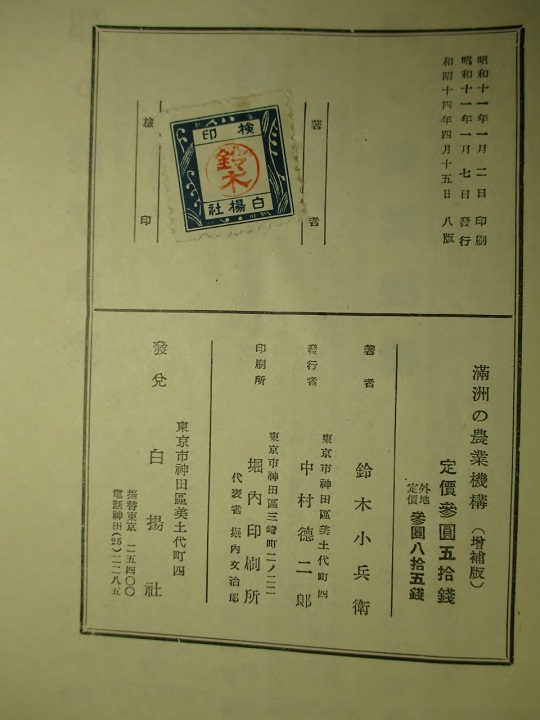 昭和十一年一月二日印刷
昭和十一年一月七日發行
和昭十四年四月十五日八版
著者
檢印
檢印
鈴木
白楊社
滿洲の農業機構(增補版)
定價參圓五拾錢
外地定價參圓八拾五錢
著者
鈴木小兵衛
發行者
東京市神田區美土代町四
中村德二郎
印刷所
東京市神田區三崎町二ノ二二
堀內印刷所
代表者堀內文治郎
發兌
東京市神田區美土代町四
白揚社
振替東京二五四〇〇
電話神田(25)二二八五